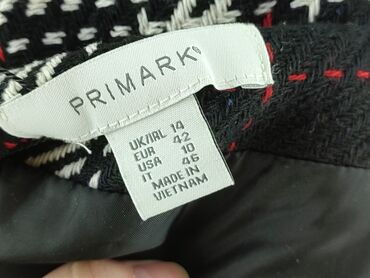 PRIMARK®
UK/IRL 14
EUR 42
USA 10
IT 46
MADE IN
VIETNAM